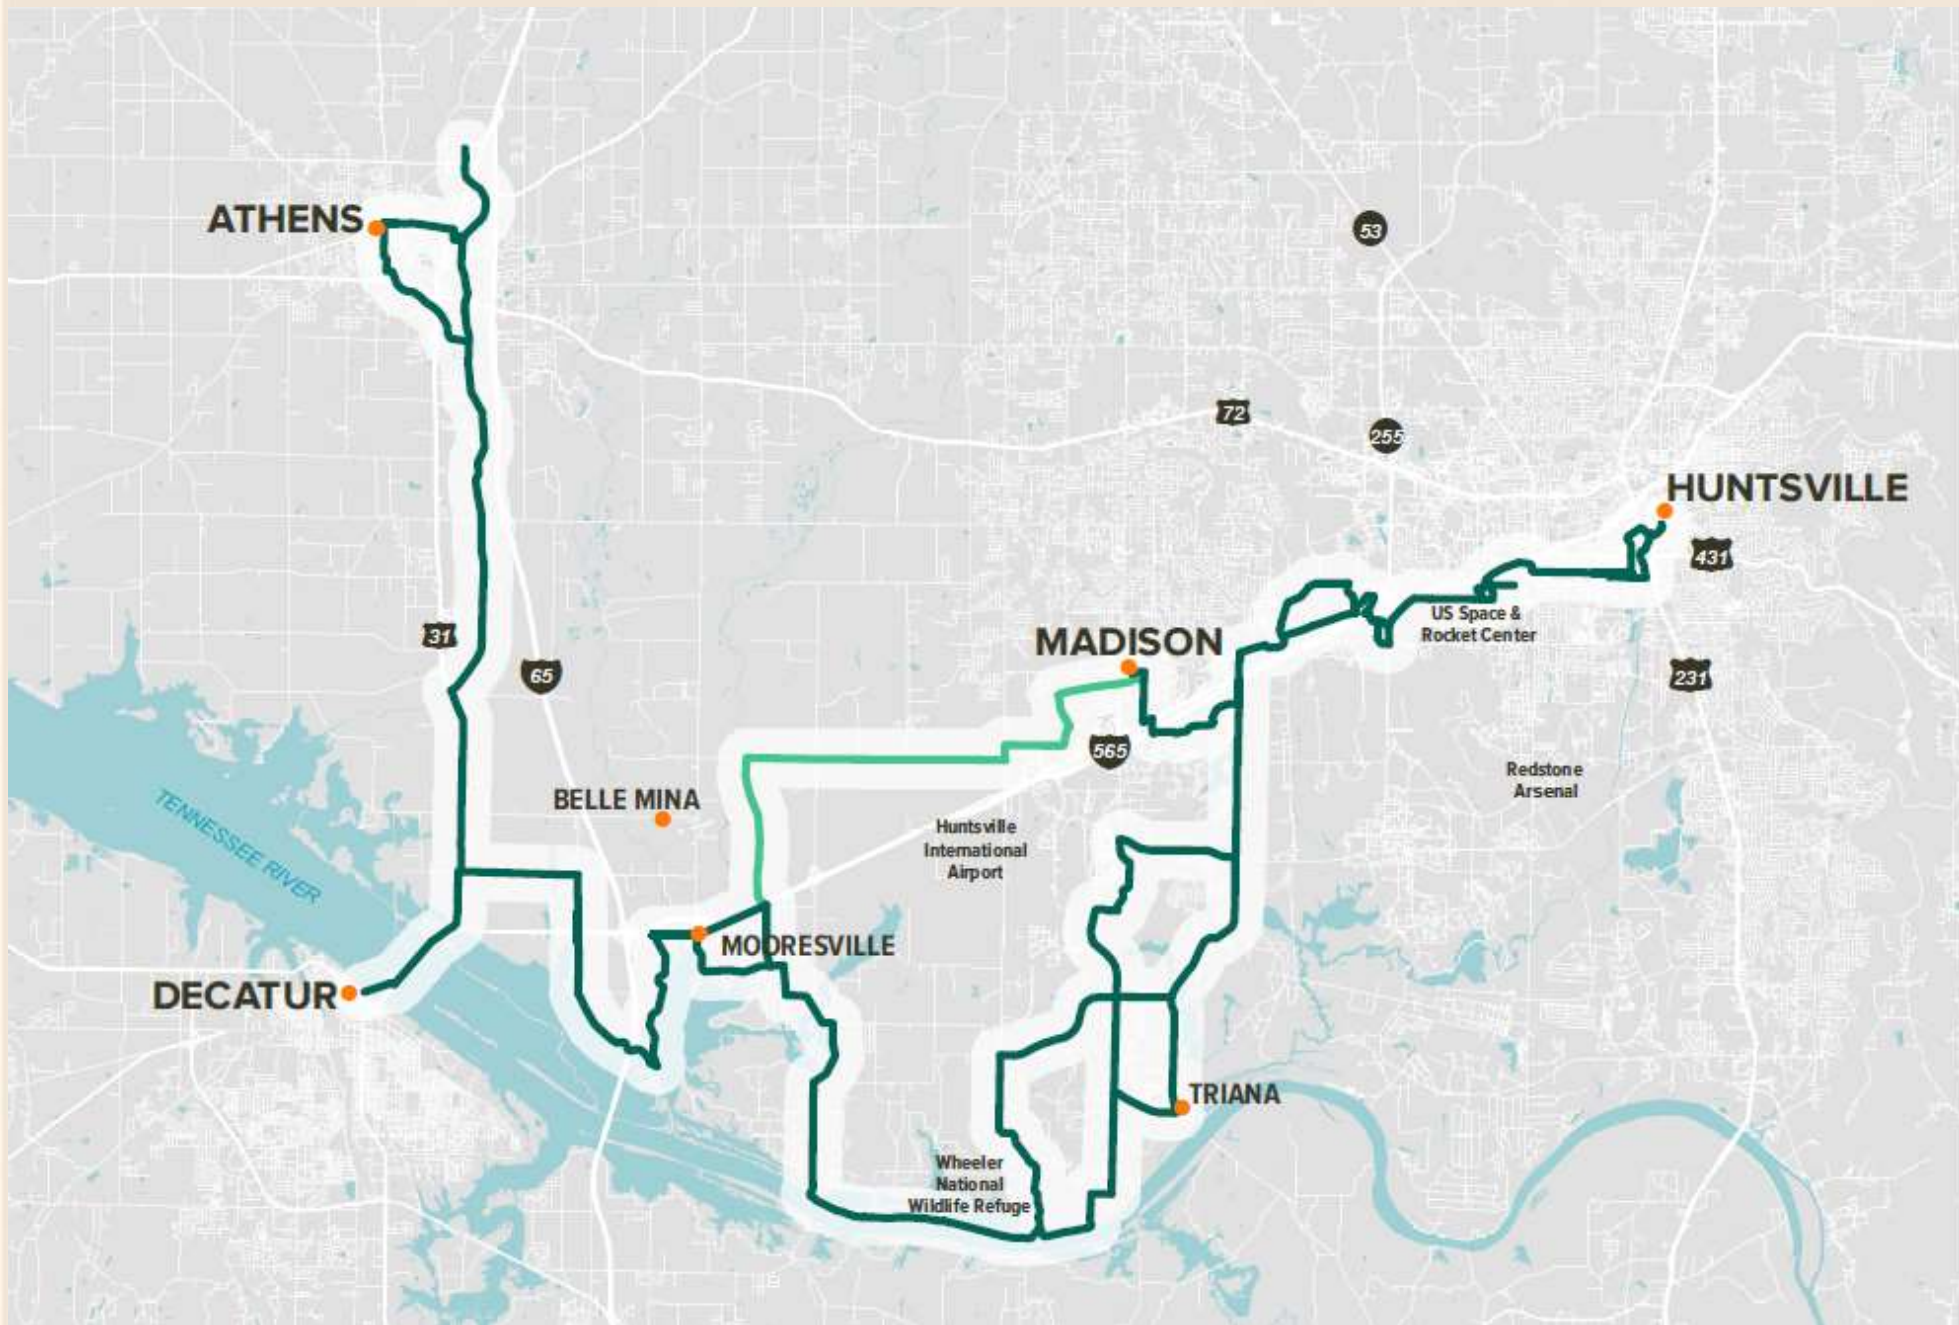 ATHENS
53
72
255
HUNTSVILLE
431
US Space &
Rocket Center
31
65
MADISON
231
565
Redstone
Arsenal
BELLE MINA
TENNESSEE RIVER
Huntsville
International
Airport
MOORESVILLE
DECATUR
TRIANA
Wheeler
National
Wildlife Refuge